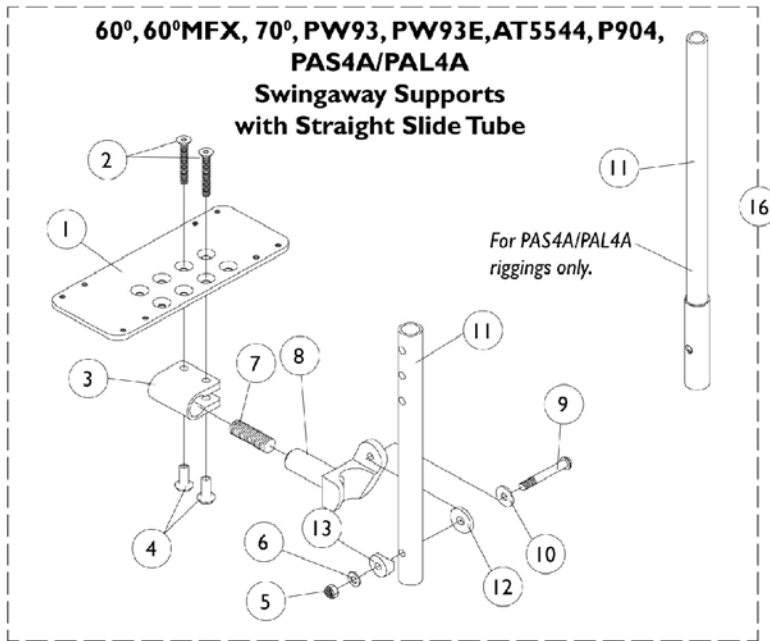 60⁰, 60⁰MFX, 70⁰, PW93, PW93E, AT5544, P904,
PAS4A/PAL4A
Swingaway Supports
with Straight Slide Tube
2
11
16
1
For PAS4A/PAL4A
riggings only.
11
8
7
3
9
4
13
10
6
12
5